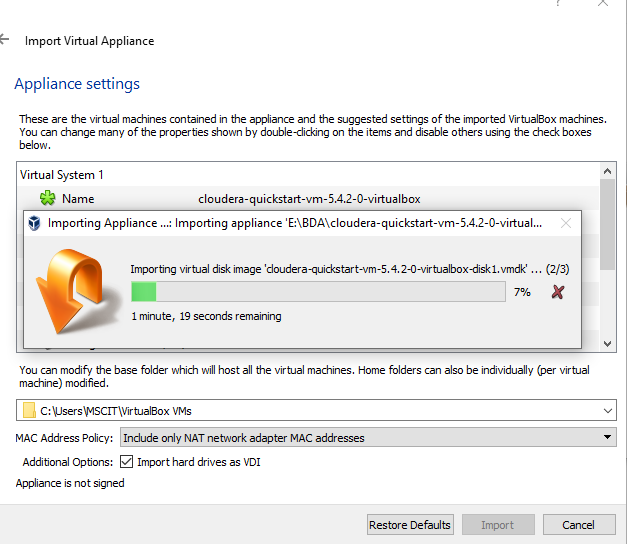 ?
Import Virtual Appliance
Appliance settings
These are the virtual machines contained in the appliance and the suggested settings of the imported VirtualBox machines.
You can change many of the properties shown by double-clicking on the items and disable others using the check boxes
below.
Virtual System 1
Name cloudera-quickstart-vm-5.4.2-0-virtualbox
Importing Appliance ...: Importing appliance 'E:\BDA\cloudera-quickstart-vm-5.4.2-0-virtual...
Importing virtual disk image 'cloudera-quickstart-vm-5.4.2-0-virtualbox-disk1.vmdk' ... (2/3)
7%
1 minute, 19 seconds remaining
You can modify the base folder which will host all the virtual machines. Home folders can also be individually (per virtual
machine) modified.
C:\Users\MSCIT\VirtualBox VMs
MAC Address Policy: Include only NAT network adapter MAC addresses
Additional Options: Import hard drives as VDI
Appliance is not signed
Restore Defaults Import Cancel